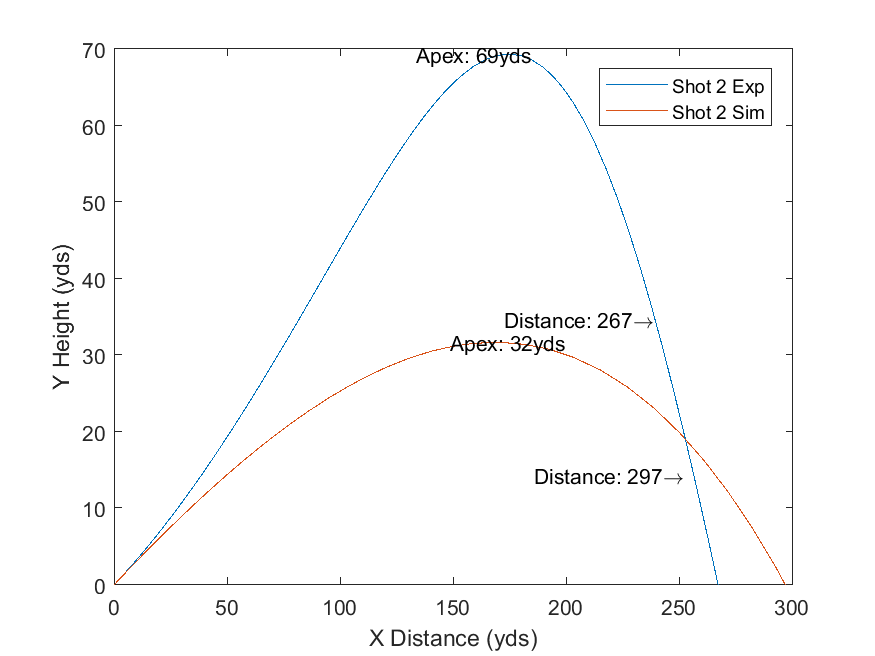 70
Apex: 69yds
Shot 2 Exp
Shot 2 Sim
60
50
40
Y Height (yds)
Distance: 267→
Apex: 32yds
30
20
Distance: 297→
10
0
0 50 100 150 200 250 300
X Distance (yds)